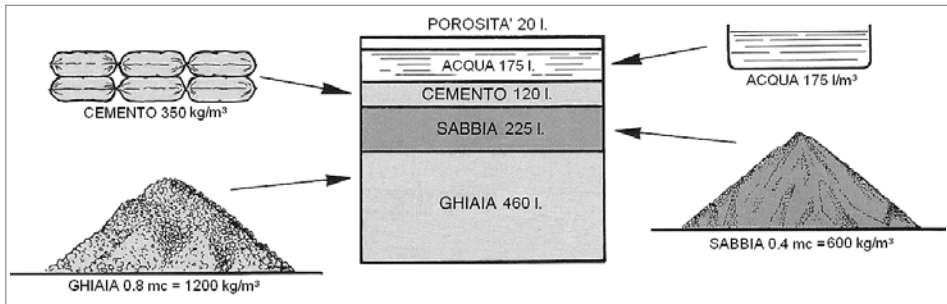 POROSITA' 20 l.
ACQUA 175 l.
CEMENTO 120 l.
SABBIA 225 l.
GHIAIA 460 l.
CEMENTO 350 kg/m³
ACQUA 175 l/m³
GHIAIA 0.8 mc = 1200 kg/m³
SABBIA 0.4 mc = 600 kg/m³